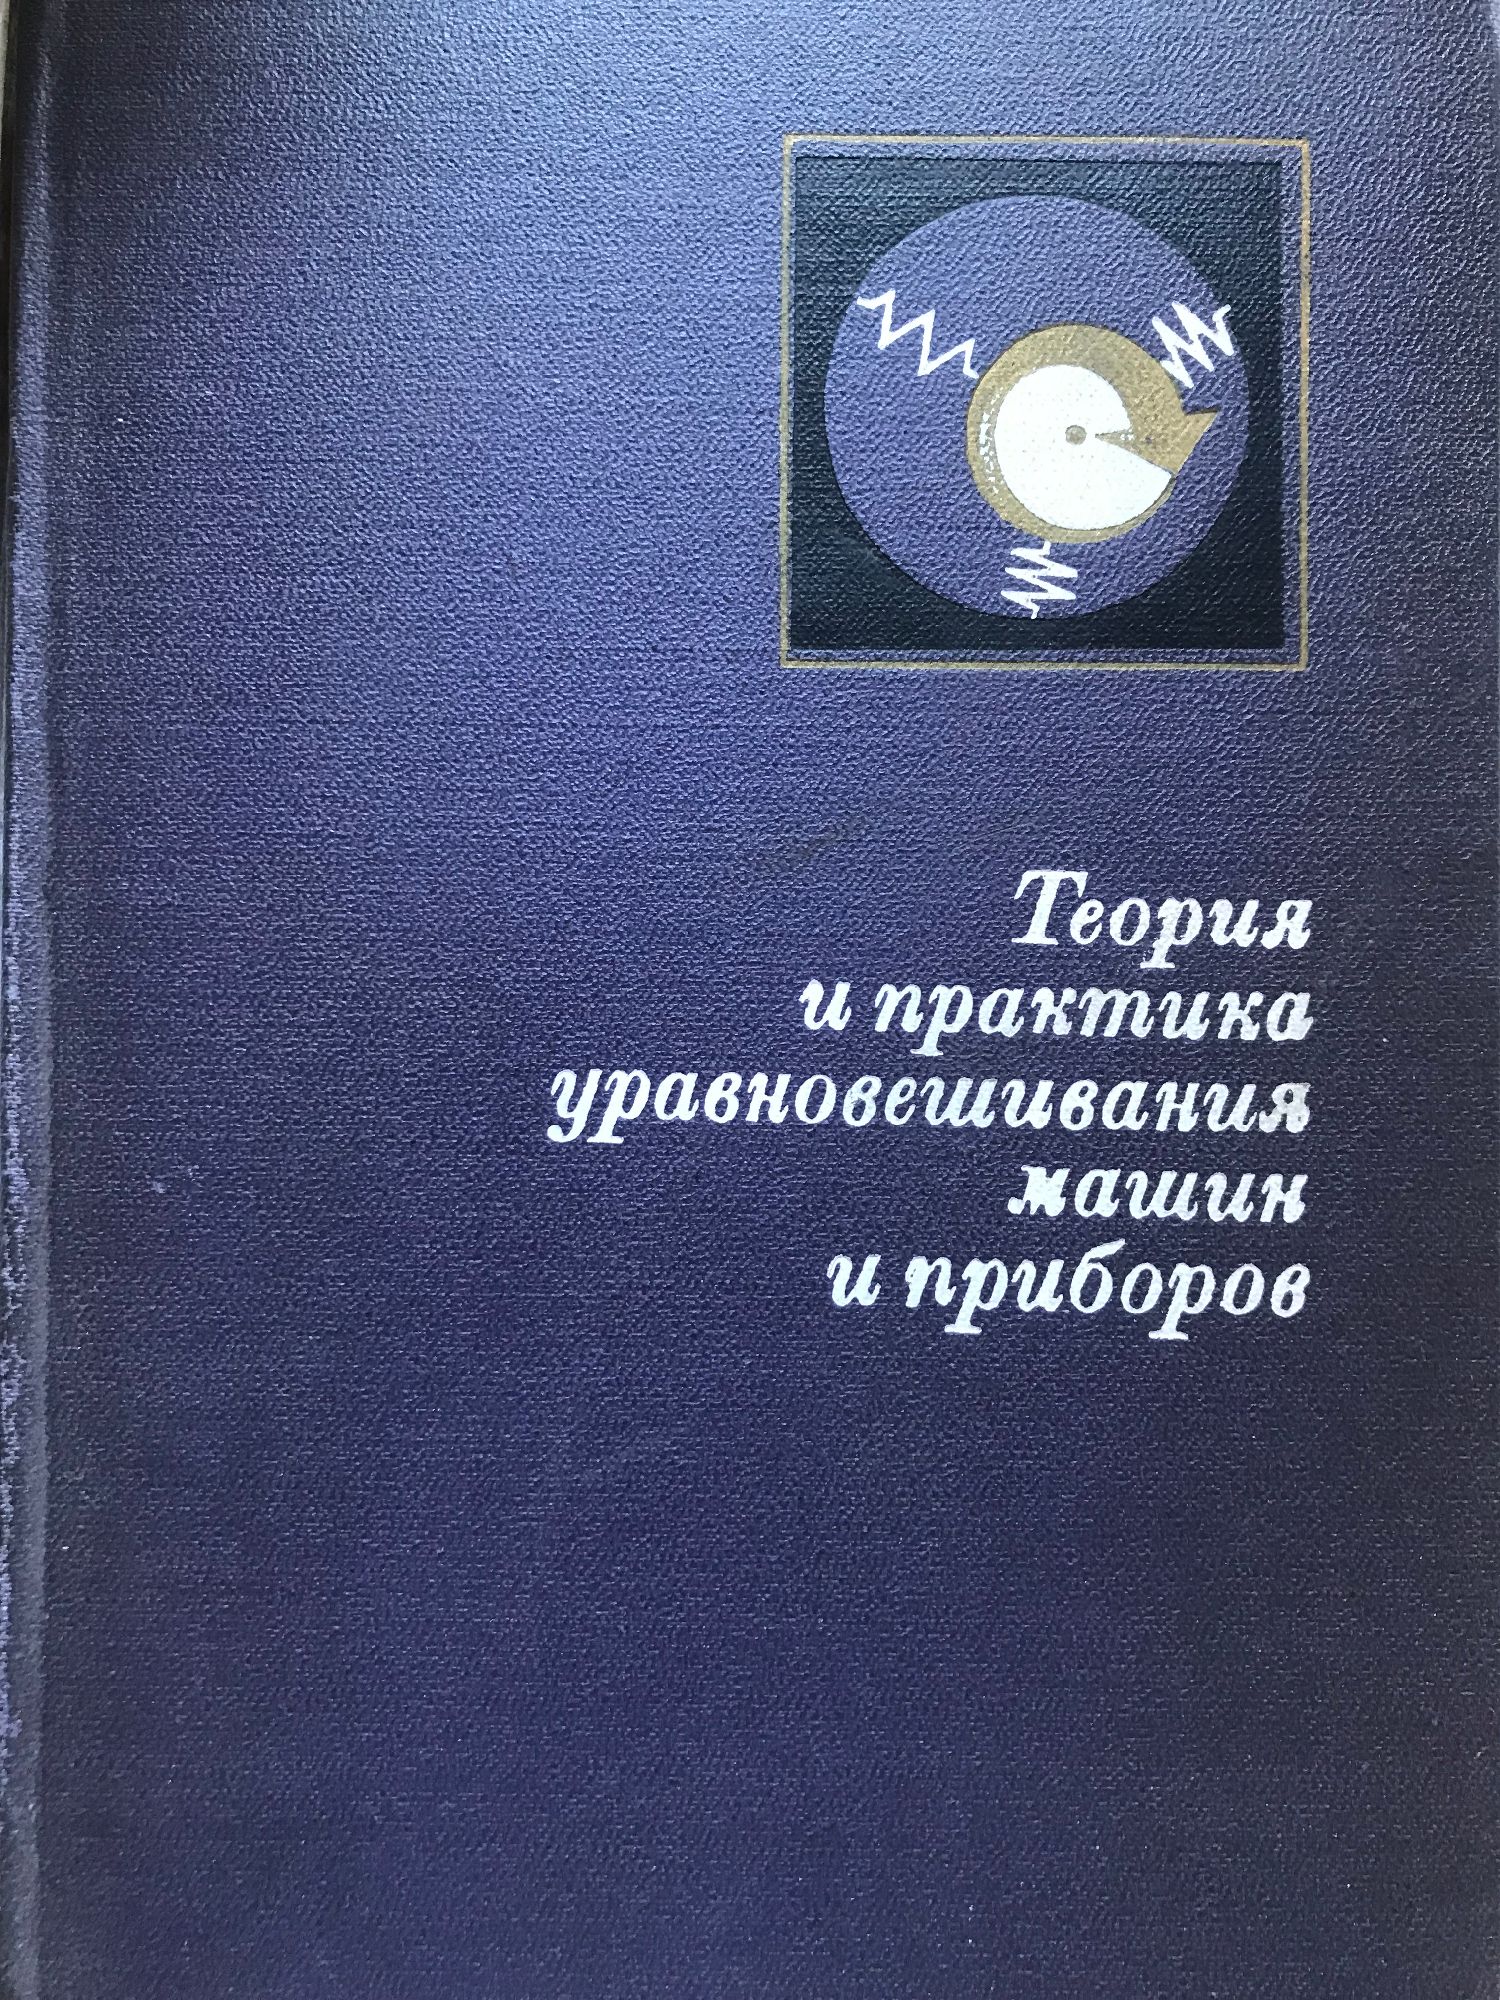 Теория
и практика
уравновешивания
машин
и приборов